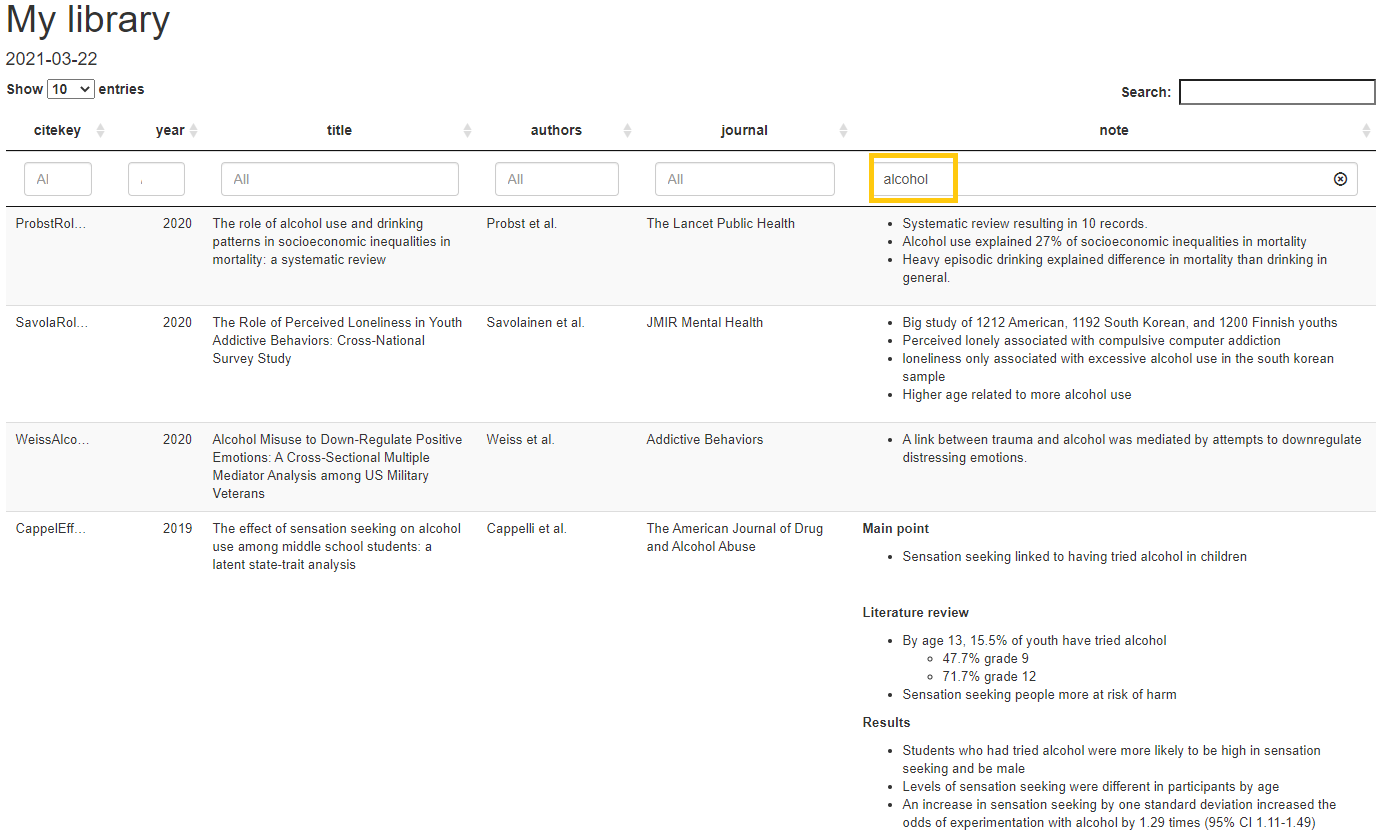 My library
2021-03-22
Show 10 entries
Search:
citekey year title authors journal note
Al All All All alcohol
ProbstRol... 2020 The role of alcohol use and drinking patterns in socioeconomic inequalities in mortality: a systematic review
Probst et al.
The Lancet Public Health
Systematic review resulting in 10 records.
Alcohol use explained 27% of socioeconomic inequalities in mortality
Heavy episodic drinking explained difference in mortality than drinking in
general.
SavolaRol... 2020 The Role of Perceived Loneliness in Youth
Addictive Behaviors: Cross-National
Survey Study
Savolainen et al.
JMIR Mental Health
Big study of 1212 American, 1192 South Korean, and 1200 Finnish youths
Perceived lonely associated with compulsive computer addiction
loneliness only associated with excessive alcohol use in the south korean
sample
Higher age related to more alcohol use
WeissAlco... 2020 Alcohol Misuse to Down-Regulate Positive
Emotions: A Cross-Sectional Multiple
Mediator Analysis among US Military
Veterans
Weiss et al.
Addictive Behaviors
A link between trauma and alcohol was mediated by attempts to downregulate
distressing emotions.
CappelEff... 2019 The effect of sensation seeking on alcohol
use among middle school students: a
latent state-trait analysis
Cappelli et al.
The American Journal of Drug
and Alcohol Abuse
Main point
Sensation seeking linked to having tried alcohol in children
Literature review
By age 13, 15.5% of youth have tried alcohol
47.7% grade 9
71.7% grade 12
Sensation seeking people more at risk of harm
Results
Students who had tried alcohol were more likely to be high in sensation
seeking and be male
Levels of sensation seeking were different in participants by age
An increase in sensation seeking by one standard deviation increased the
odds of experimentation with alcohol by 1.29 times (95% CI 1.11-1.49)